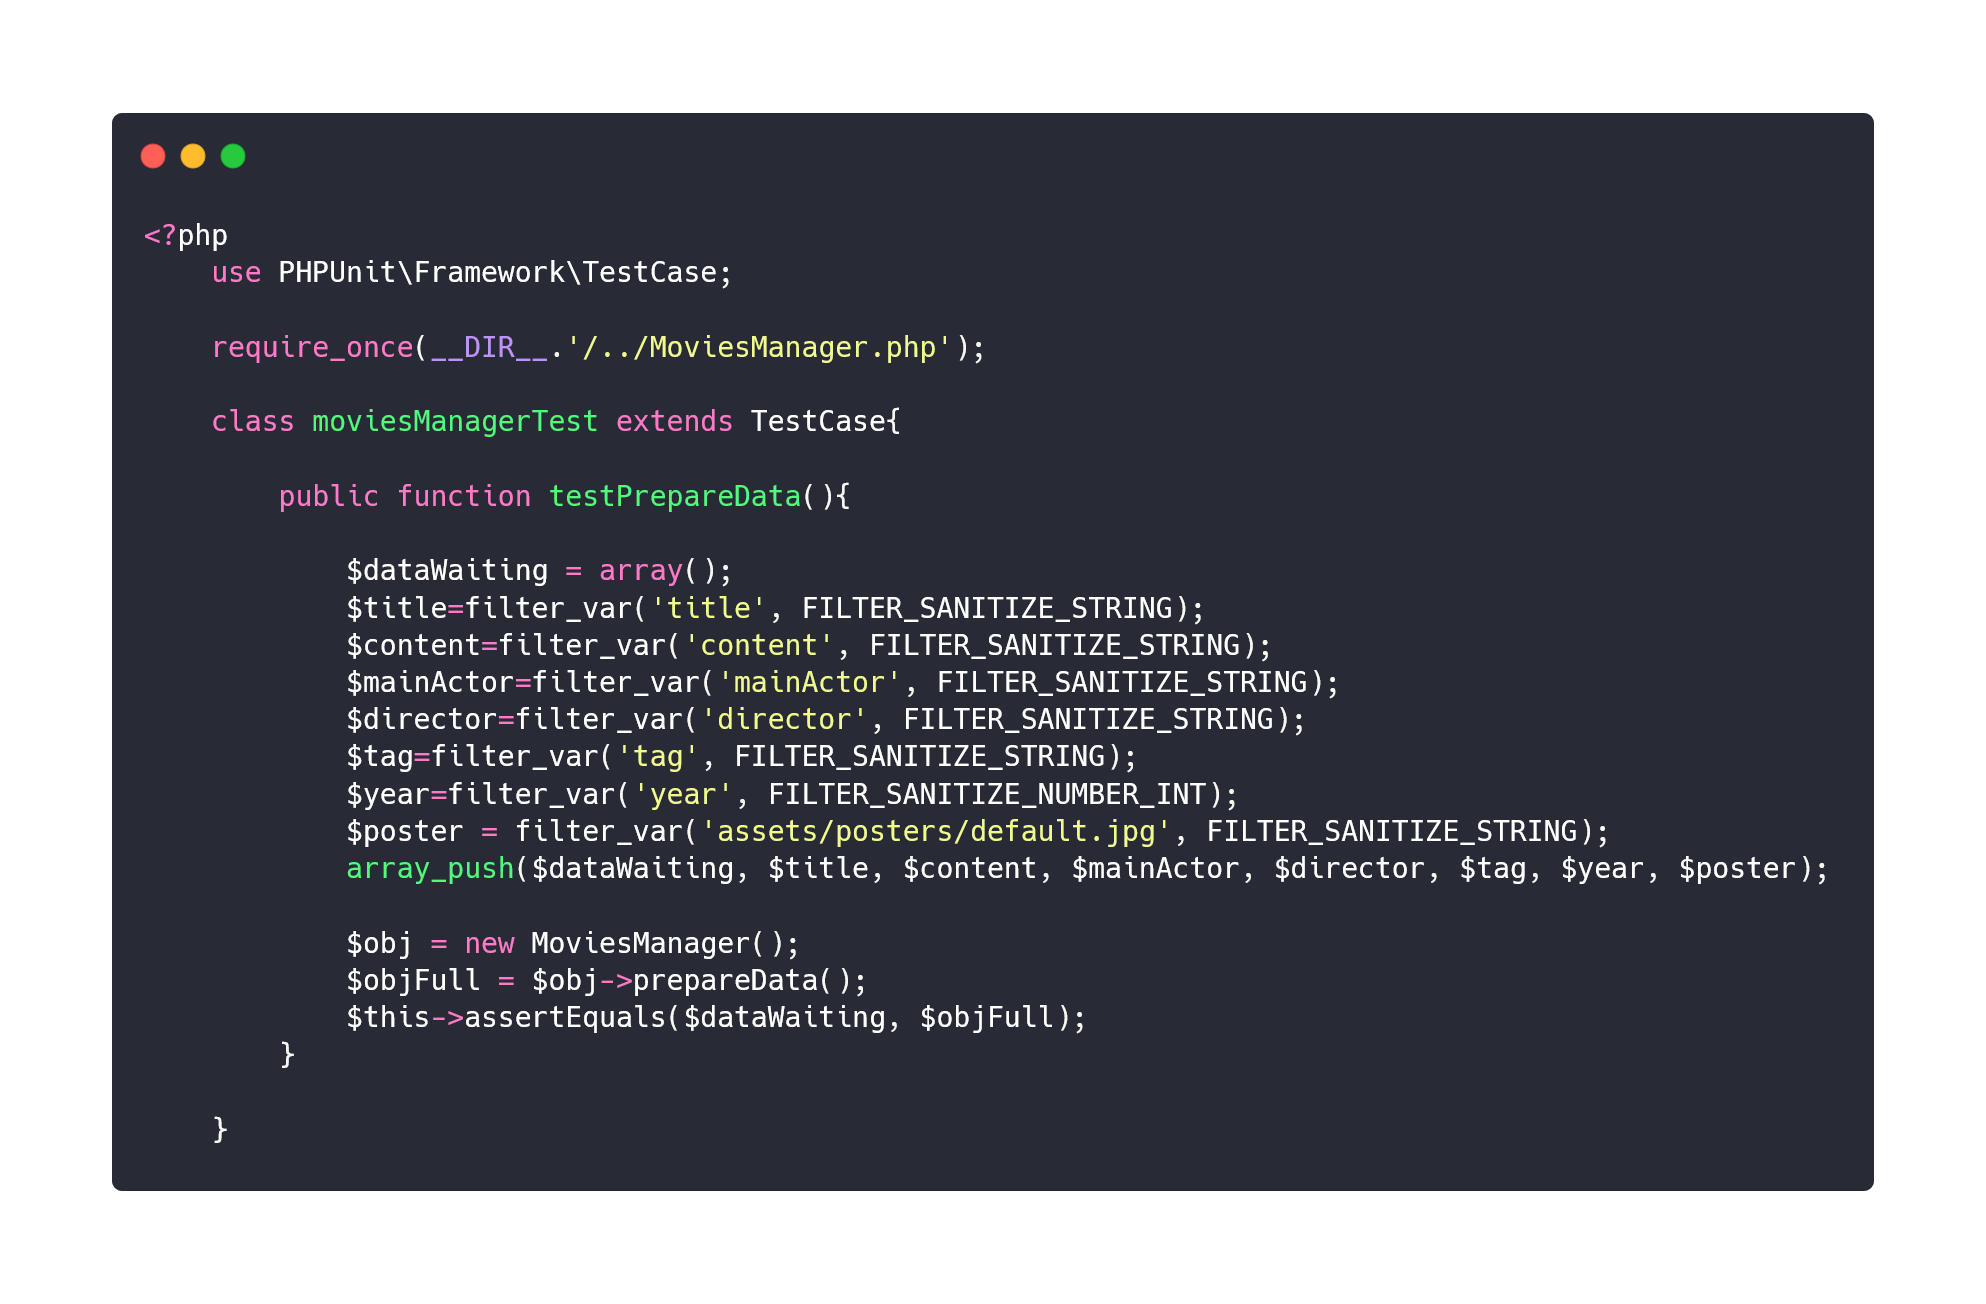 <?php
    use PHPUnit\Framework\TestCase;

    require_once(__DIR__.'/../MoviesManager.php');

    class moviesManagerTest extends TestCase{

        public function testPrepareData(){

            $dataWaiting = array();
            $title=filter_var('title', FILTER_SANITIZE_STRING);
            $content=filter_var('content', FILTER_SANITIZE_STRING);
            $mainActor=filter_var('mainActor', FILTER_SANITIZE_STRING);
            $director=filter_var('director', FILTER_SANITIZE_STRING);
            $tag=filter_var('tag', FILTER_SANITIZE_STRING);
            $year=filter_var('year', FILTER_SANITIZE_NUMBER_INT);
            $poster = filter_var('assets/posters/default.jpg', FILTER_SANITIZE_STRING);
            array_push($dataWaiting, $title, $content, $mainActor, $director, $tag, $year, $poster);

            $obj = new MoviesManager();
            $objFull = $obj->prepareData();
            $this->assertEquals($dataWaiting, $objFull);
        }

    }